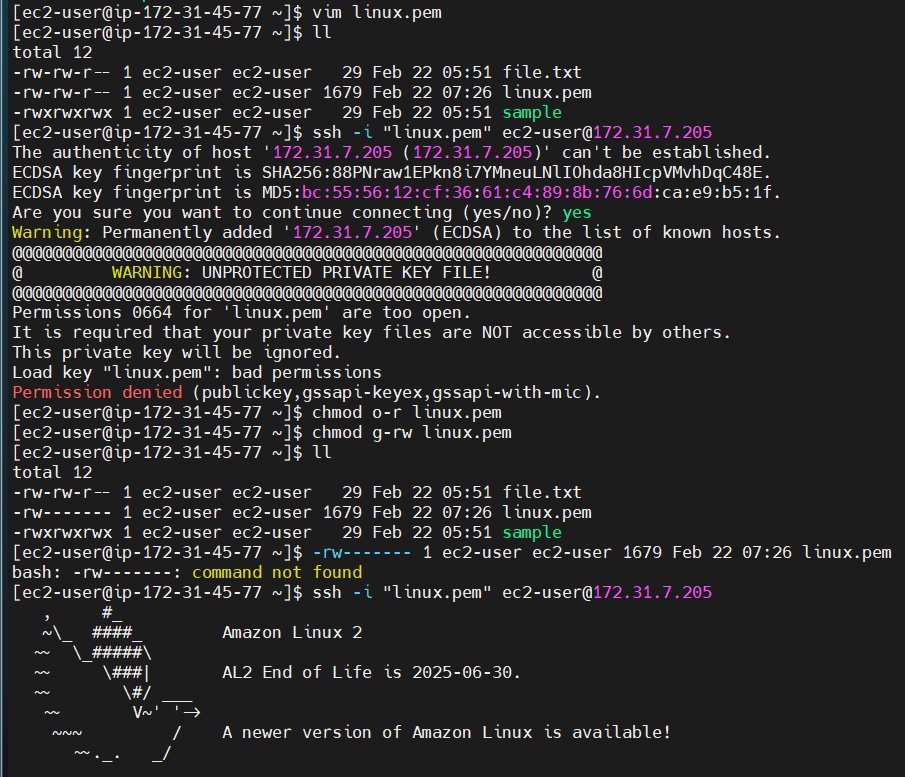 [ec2-user@ip-172-31-45-77 ~]$ vim linux.pem
[ec2-user@ip-172-31-45-77 ~]$ ll
total 12
-rw-rw-r-- 1 ec2-user ec2-user   29 Feb 22 05:51 file.txt
-rw-rw-r-- 1 ec2-user ec2-user 1679 Feb 22 07:26 linux.pem
-rwxrwxrwx 1 ec2-user ec2-user   29 Feb 22 05:51 sample
[ec2-user@ip-172-31-45-77 ~]$ ssh -i "linux.pem" ec2-user@172.31.7.205
The authenticity of host '172.31.7.205 (172.31.7.205)' can't be established.
ECDSA key fingerprint is SHA256:88PNraw1EPkn8i7YMneuLNlIOhda8HIcpVMvhDqC48E.
ECDSA key fingerprint is MD5:bc:55:56:12:cf:36:61:c4:89:8b:76:6d:ca:e9:b5:1f.
Are you sure you want to continue connecting (yes/no)? yes
Warning: Permanently added '172.31.7.205' (ECDSA) to the list of known hosts.
@@@@@@@@@@@@@@@@@@@@@@@@@@@@@@@@@@@@@@@@@@@@@@@@@@@@@@@@@@@
@         WARNING: UNPROTECTED PRIVATE KEY FILE!          @
@@@@@@@@@@@@@@@@@@@@@@@@@@@@@@@@@@@@@@@@@@@@@@@@@@@@@@@@@@@
Permissions 0664 for 'linux.pem' are too open.
It is required that your private key files are NOT accessible by others.
This private key will be ignored.
Load key "linux.pem": bad permissions
Permission denied (publickey,gssapi-keyex,gssapi-with-mic).
[ec2-user@ip-172-31-45-77 ~]$ chmod o-r linux.pem
[ec2-user@ip-172-31-45-77 ~]$ chmod g-rw linux.pem
[ec2-user@ip-172-31-45-77 ~]$ ll
total 12
-rw-rw-r-- 1 ec2-user ec2-user   29 Feb 22 05:51 file.txt
-rw------- 1 ec2-user ec2-user 1679 Feb 22 07:26 linux.pem
-rwxrwxrwx 1 ec2-user ec2-user   29 Feb 22 05:51 sample
[ec2-user@ip-172-31-45-77 ~]$ -rw------- 1 ec2-user ec2-user 1679 Feb 22 07:26 linux.pem
bash: -rw-------: command not found
[ec2-user@ip-172-31-45-77 ~]$ ssh -i "linux.pem" ec2-user@172.31.7.205
   ,     #_
   ~\_  ####_        Amazon Linux 2
  ~~  \_#####\
  ~~     \###|       AL2 End of Life is 2025-06-30.
  ~~       \#/ ___
   ~~       V~' '->
    ~~~         /    A newer version of Amazon Linux is available!
      ~~._.   _/